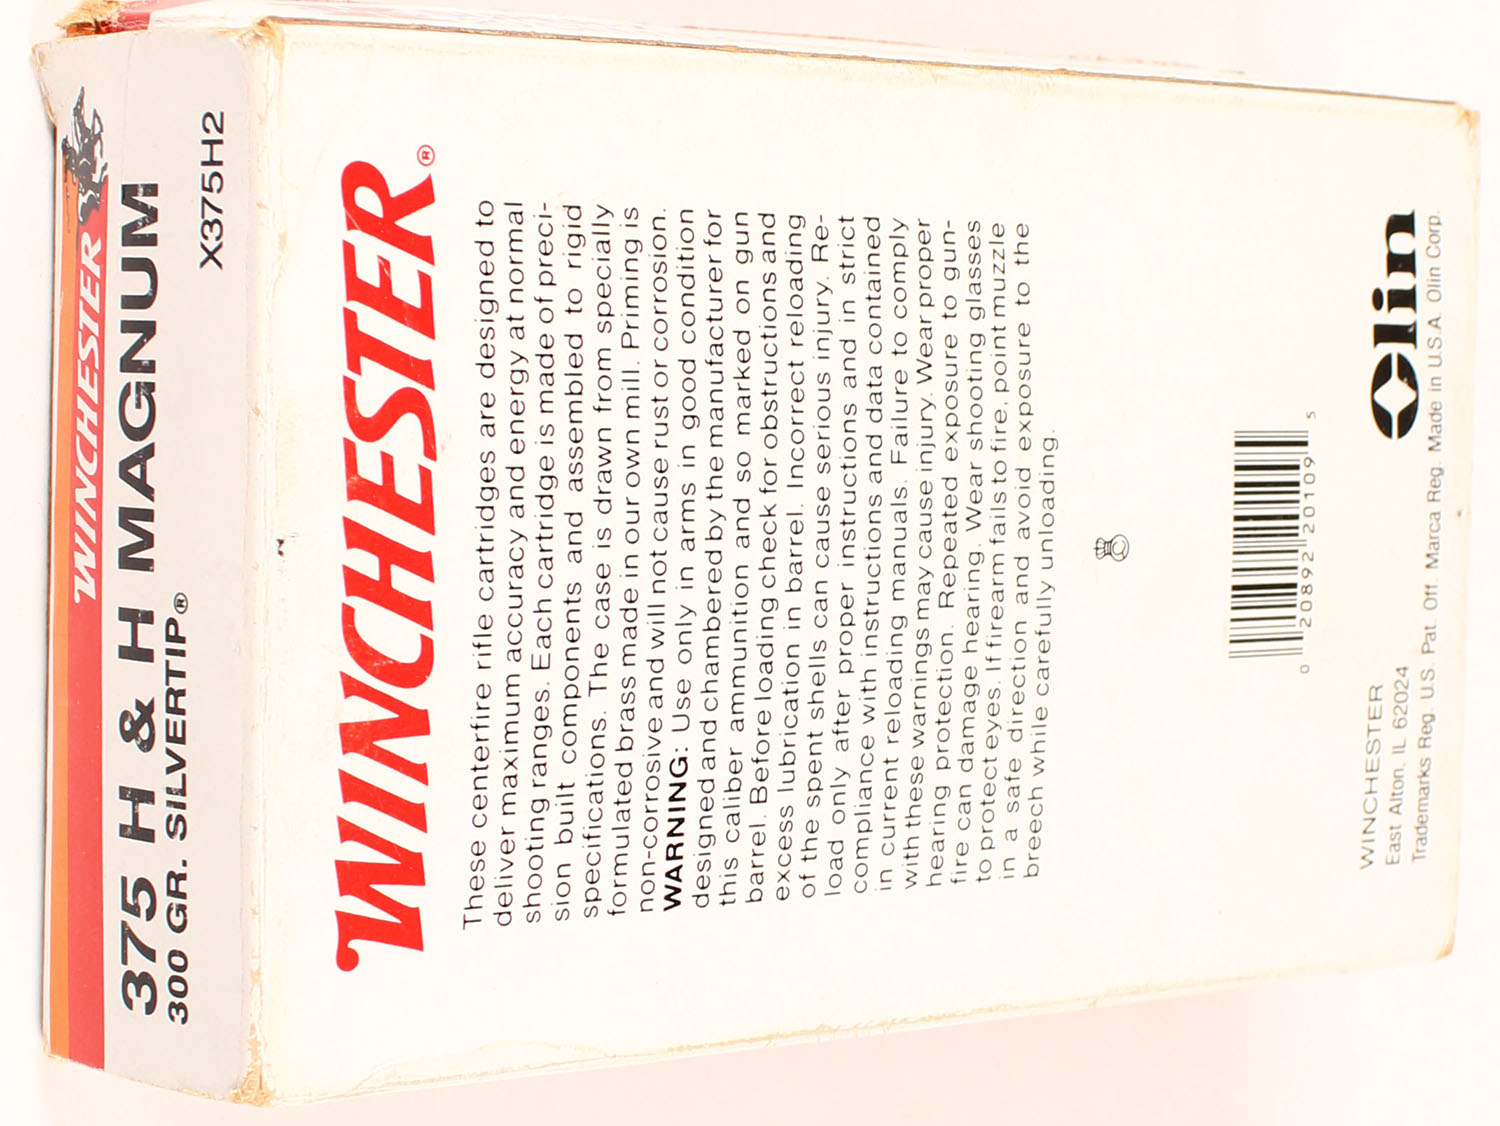 WINCHESTER
375 H & H MAGNUM
300 GR. SILVERTIP®
X375H2
WINCHESTER®
These centerfire rifle cartridges are designed to
deliver maximum accuracy and energy at normal
shooting ranges. Each cartridge is made of preci-
sion built components and assembled to rigid
specifications. The case is drawn from specially
formulated brass made in our own mill. Priming is
non-corrosive and will not cause rust or corrosion.
WARNING: Use only in arms in good condition
designed and chambered by the manufacturer for
this caliber ammunition and so marked on gun
barrel. Before loading check for obstructions and
excess lubrication in barrel. Incorrect reloading
of the spent shells can cause serious injury. Re-
load only after proper instructions and in strict
compliance with instructions and data contained
in current reloading manuals. Failure to comply
with these warnings may cause injury. Wear proper
hearing protection. Repeated exposure to gun-
fire can damage hearing. Wear shooting glasses
to protect eyes. If firearm fails to fire, point muzzle
in a safe direction and avoid exposure to the
breech while carefully unloading.
0 20892 20109 5
WINCHESTER
East Alton, IL 62024
Olin
Trademarks Reg. U.S. Pat. Off. Marca Reg. Made in U.S.A. Olin Corp.